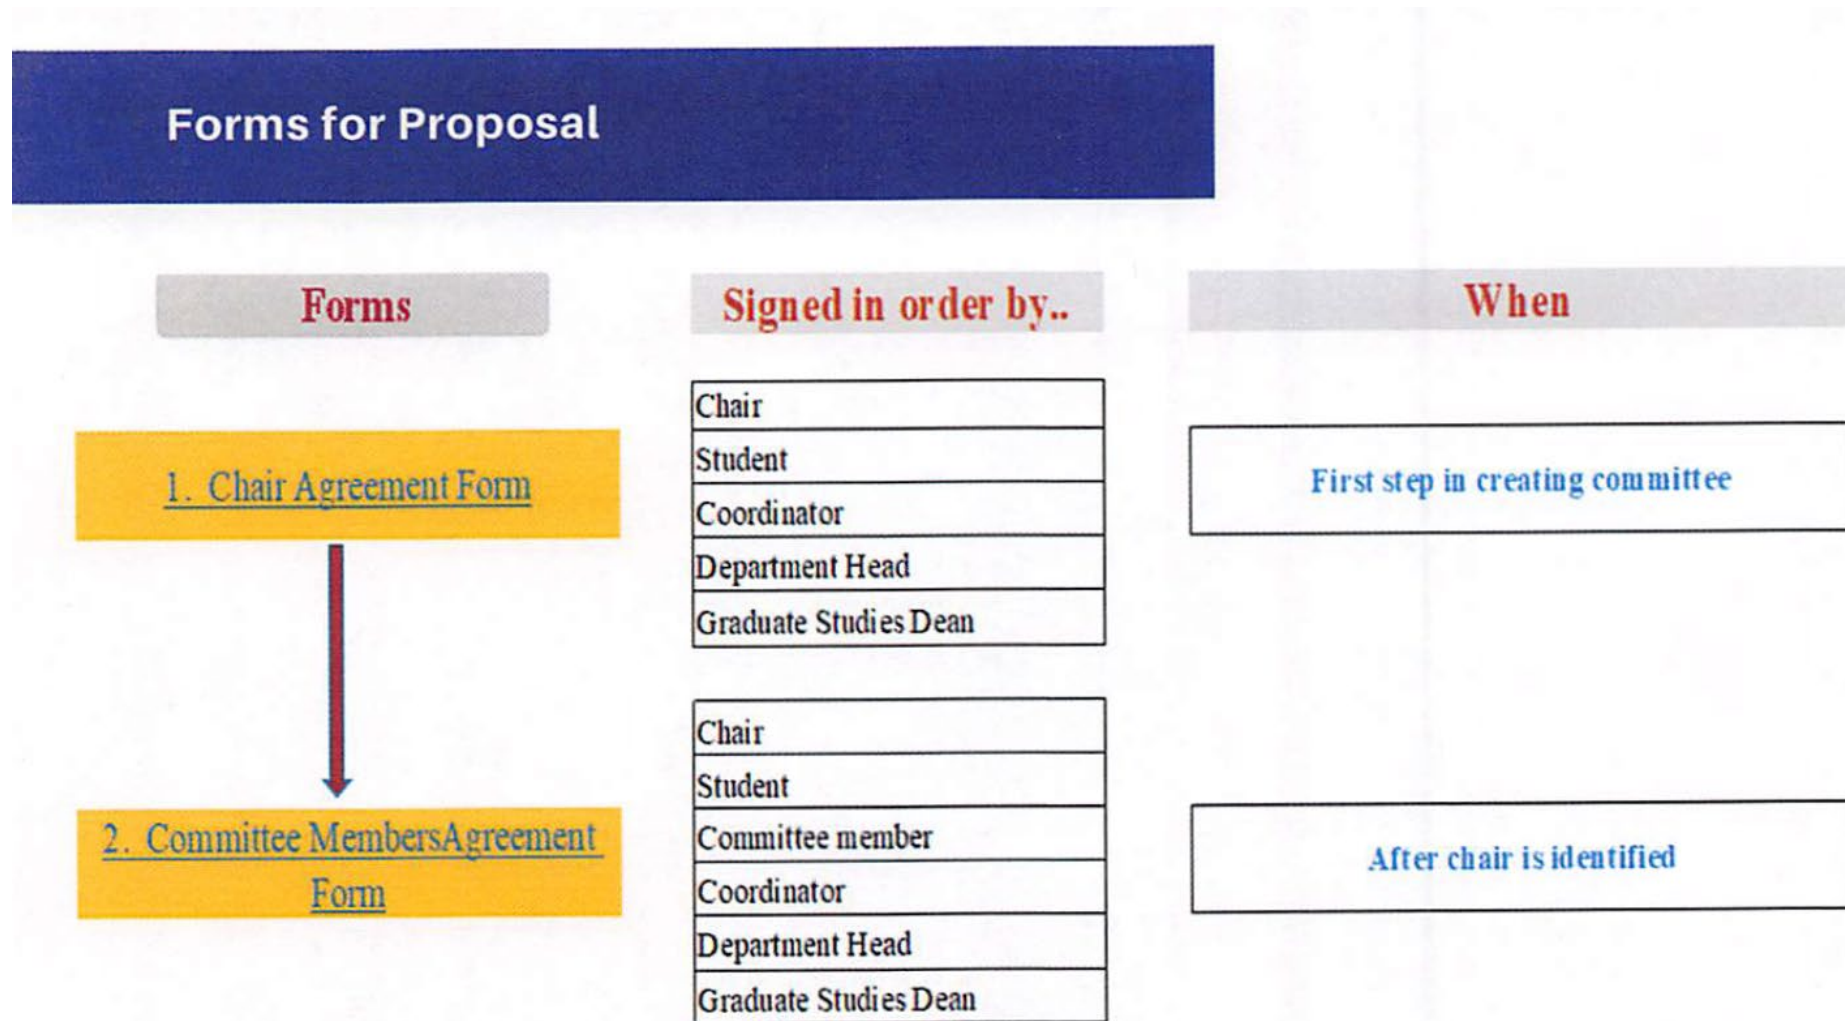 Forms for Proposal
Forms
Signed in order by..
When
1. Chair Agreement Form
Chair
Student
Coordinator
Department Head
Graduate Studies Dean
First step in creating committee
2. Committee MembersAgreement
Form
Chair
Student
Committee member
Coordinator
Department Head
Graduate Studies Dean
After chair is identified